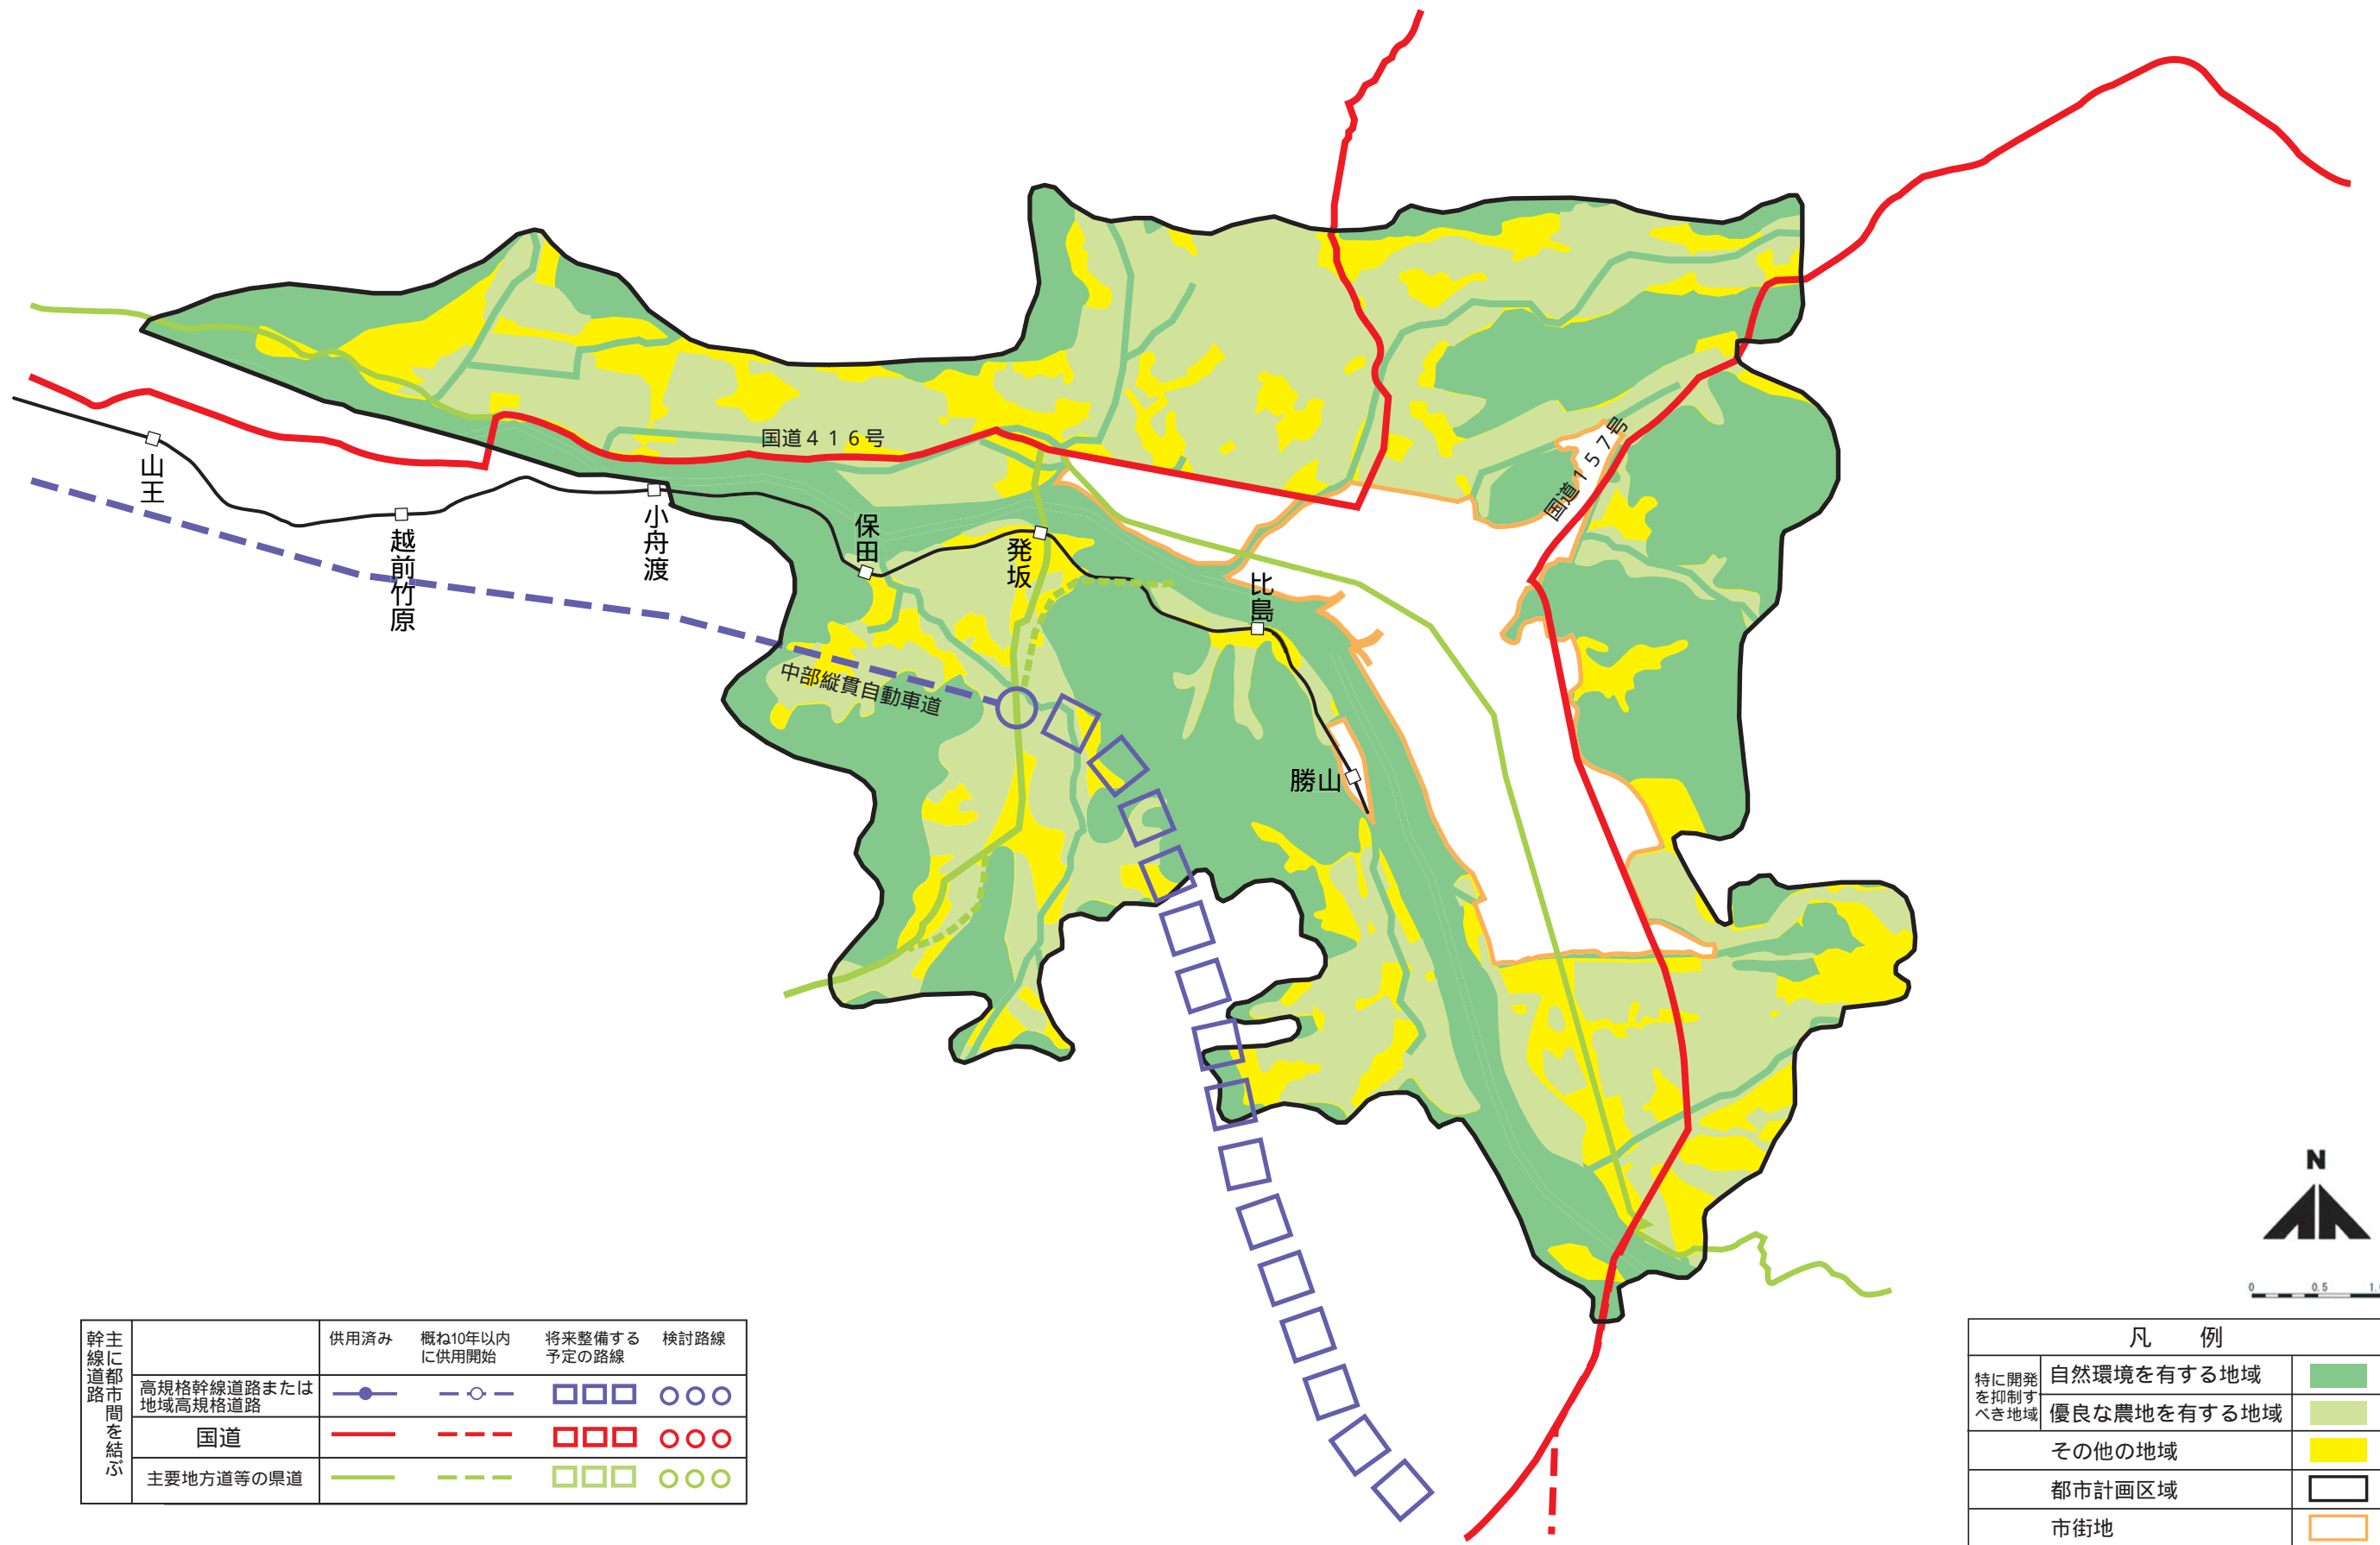 国道４１６号
国道１５７号
山王
越前竹原
小舟渡
保田
発坂
比島
勝山
中部縦貫自動車道
N
0 0.5
主に都市間を結ぶ
幹線道路
供用済み
概ね10年以内
に供用開始
将来整備する
予定の路線
検討路線
高規格幹線道路または
地域高規格道路
国道
主要地方道等の県道
凡　例
特に開発
を抑制す
べき地域
自然環境を有する地域
優良な農地を有する地域
その他の地域
都市計画区域
市街地